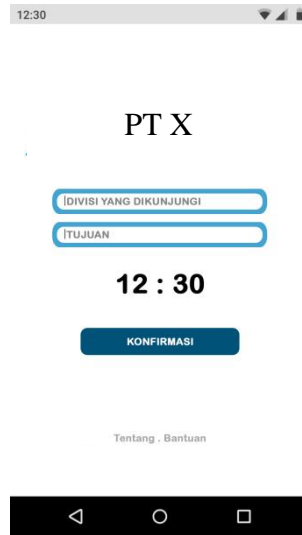 12:30
PT X
DIVISI YANG DIKUNJUNGI
TUJUAN
12 : 30
KONFIRMASI
Tentang . Bantuan